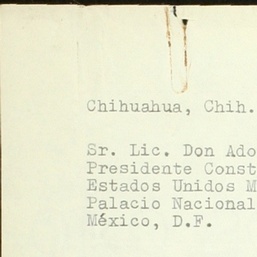 Chihuahua, Chih.
Sr. Lic. Don Ado
Presidente Const
Estados Unidos M
Palacio Nacional
México, D.F.